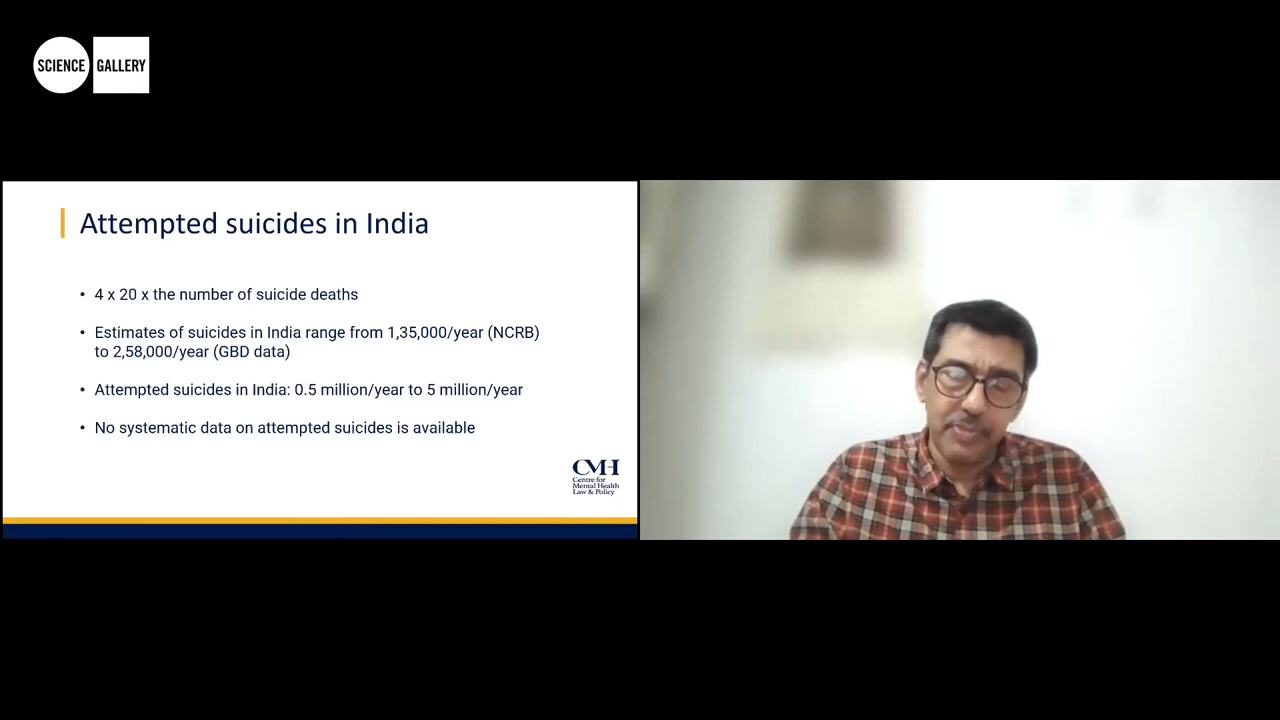 SCIENCE GALLERY
Attempted suicides in India
• 4 x 20 x the number of suicide deaths
• Estimates of suicides in India range from 1,35,000/year (NCRB)
to 2,58,000/year (GBD data)
• Attempted suicides in India: 0.5 million/year to 5 million/year
• No systematic data on attempted suicides is available
CMH
Centre for
Mental Health
Law & Policy